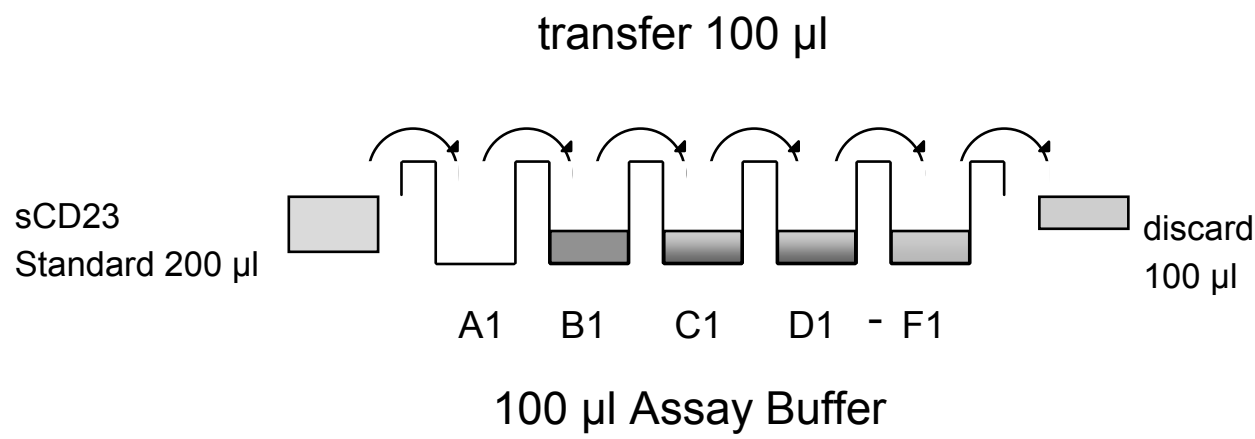 transfer 100 µl
sCD23
Standard 200 µl
discard
100 µl
A1 B1 C1 D1 - F1
100 µl Assay Buffer